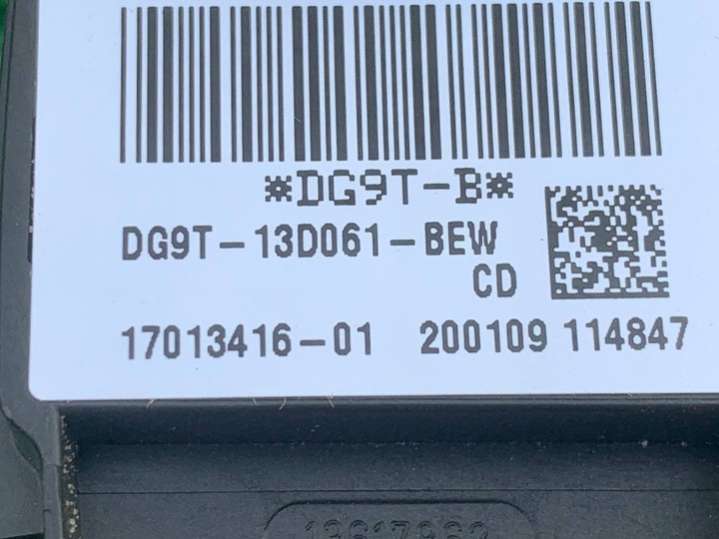 *DG9T-B*
DG9T-13D061-BEW
CD
17013416-01 200109 114847